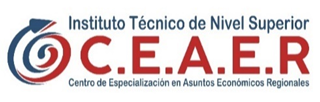 Instituto Técnico de Nivel Superior
C.E.A.E.R
Centro de Especialización en Asuntos Económicos Regionales